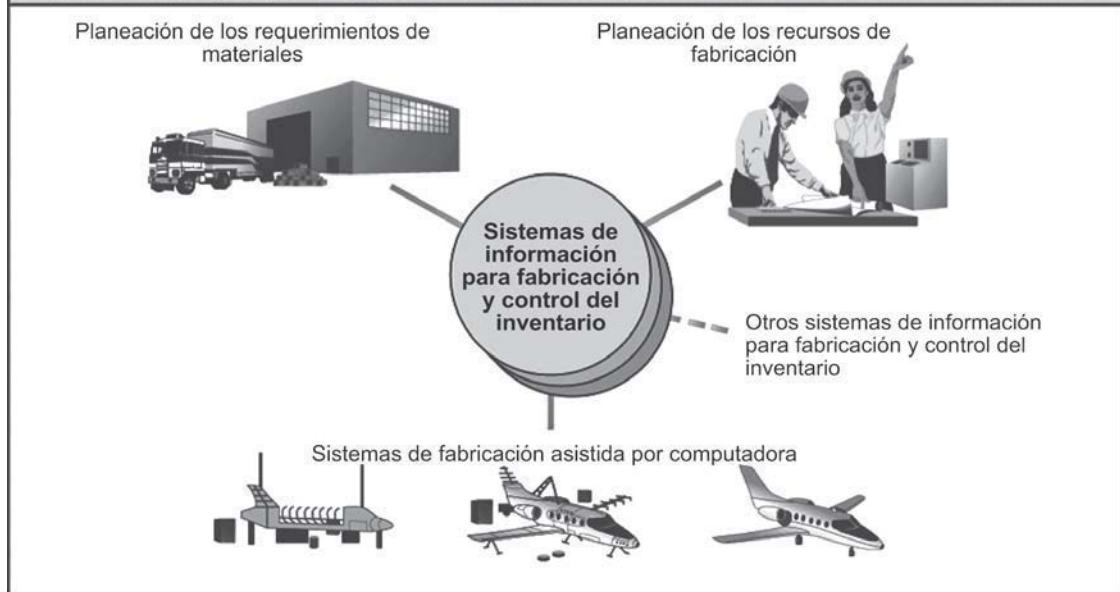 Planeación de los requerimientos de
materiales
Planeación de los recursos de
fabricación
Sistemas de
información
para fabricación
y control del
inventario
Otros sistemas de información
para fabricación y control del
inventario
Sistemas de fabricación asistida por computadora